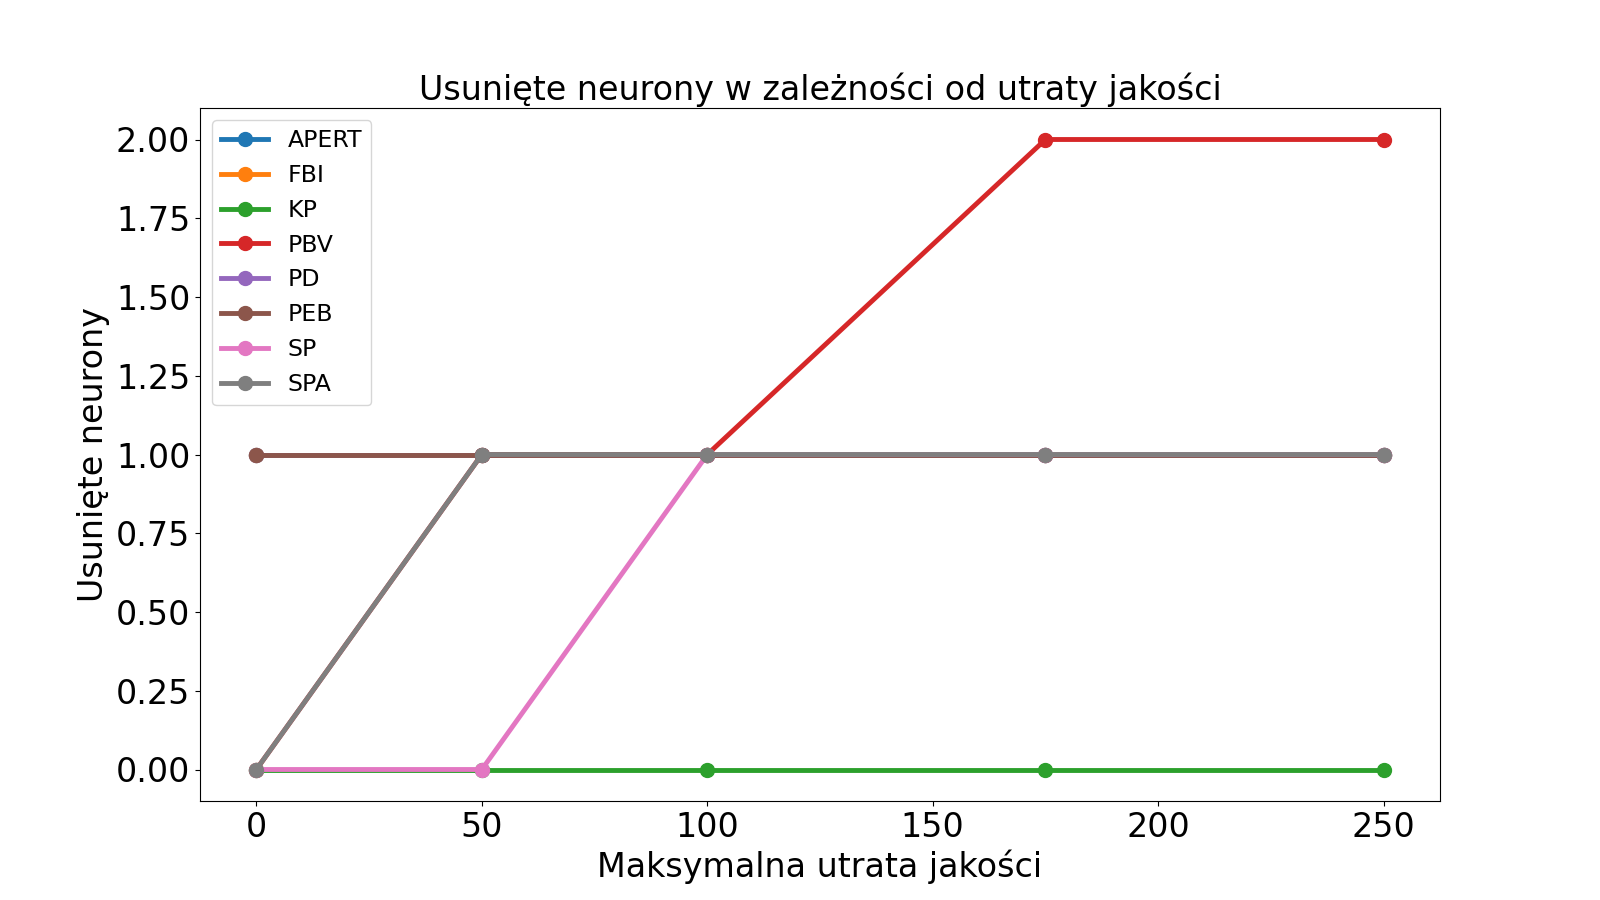 Usunięte neurony w zależności od utraty jakości
2.00
1.75
1.50
1.25
1.00
0.75
0.50
0.25
0.00
Usunięte neurony
APERT
FBI
KP
PBV
PD
PEB
SP
SPA
0 50 100 150 200 250
Maksymalna utrata jakości